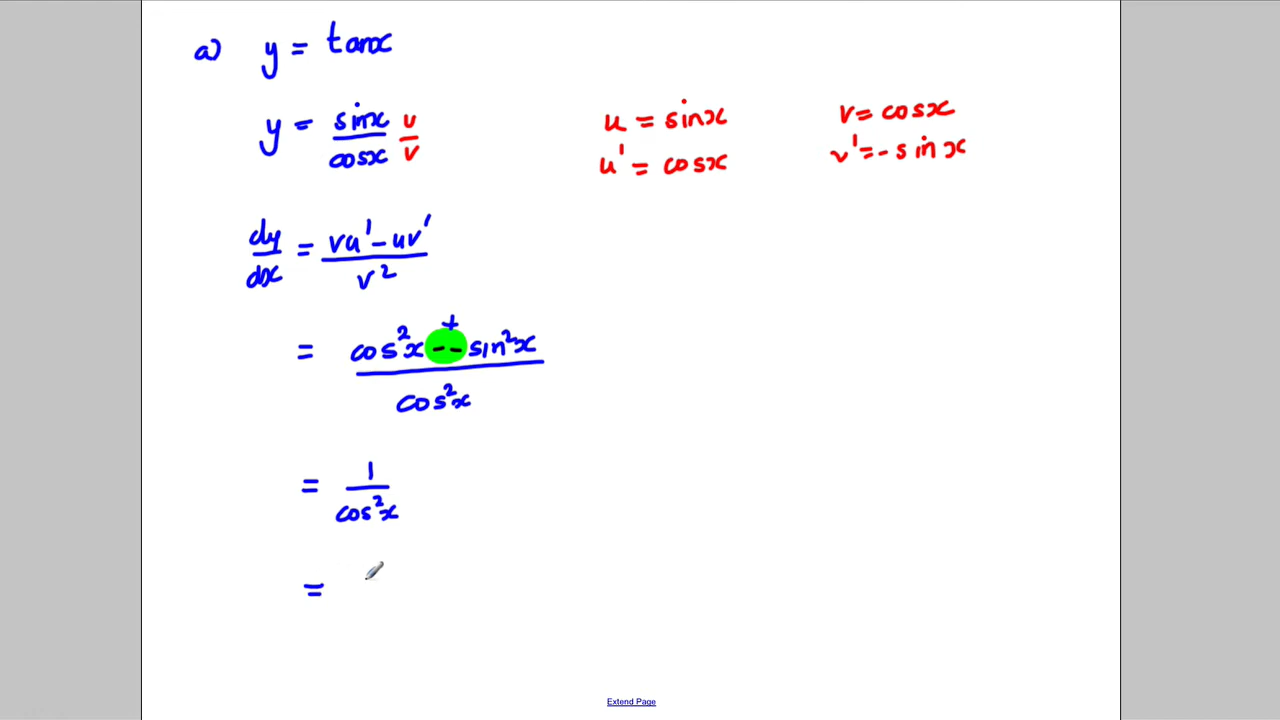 a) y = tanx
y = sinx/cosx u/v
u = sinx
u' = cosx
v = cosx
v' = - sinx
dy/dx = vu' - uv'/v²
= cos²x - - sin²x/cos²x
+
= 1/cos²x
=
Extend Page